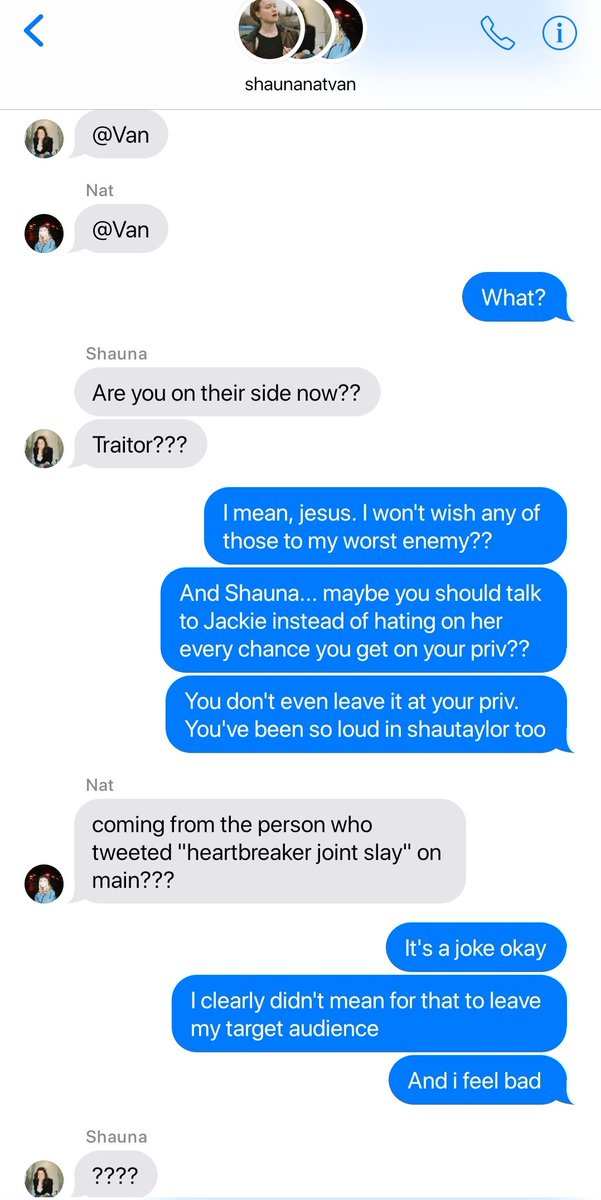 shaunanatvan
@Van
Nat
@Van
What?
Shauna
Are you on their side now??
Traitor???
I mean, jesus. I won't wish any of
those to my worst enemy??
And Shauna... maybe you should talk
to Jackie instead of hating on her
every chance you get on your priv??
You don't even leave it at your priv.
You've been so loud in shautaylor too
Nat
coming from the person who
tweeted "heartbreaker joint slay" on
main???
It's a joke okay
I clearly didn't mean for that to leave
my target audience
And i feel bad
Shauna
????